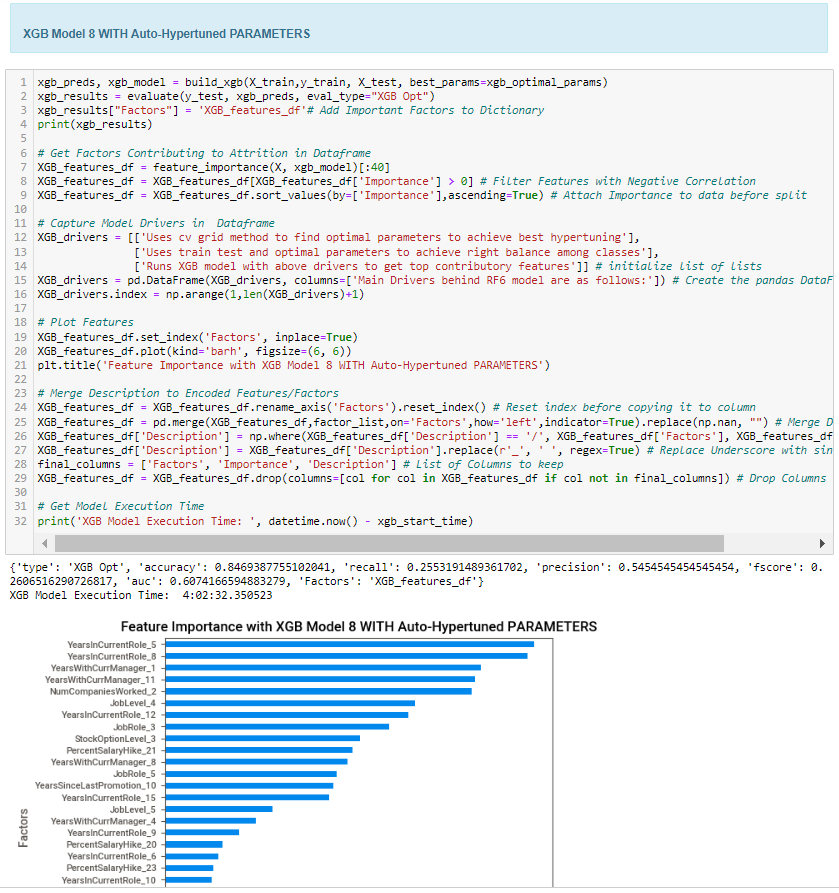 XGB Model 8 WITH Auto-Hypertuned PARAMETERS
1 xgb_preds, xgb_model = build_xgb(X_train,y_train, X_test, best_params=xgb_optimal_params)
2 xgb_results = evaluate(y_test, xgb_preds, eval_type="XGB Opt")
3 xgb_results["Factors"] = 'XGB_features_df'# Add Important Factors to Dictionary
4 print(xgb_results)
5
6 # Get Factors Contributing to Attrition in Dataframe
7 XGB_features_df = feature_importance(X, xgb_model)[:40]
8 XGB_features_df = XGB_features_df[XGB_features_df['Importance'] > 0] # Filter Features with Negative Correlation
9 XGB_features_df = XGB_features_df.sort_values(by=['Importance'],ascending=True) # Attach Importance to data before split
10
11 # Capture Model Drivers in  Dataframe
12 XGB_drivers = [['Uses cv grid method to find optimal parameters to achieve best hypertuning'],
13 ['Uses train test and optimal parameters to achieve right balance among classes'],
14 ['Runs XGB model with above drivers to get top contributory features']] # initialize list of lists
15 XGB_drivers = pd.DataFrame(XGB_drivers, columns=['Main Drivers behind RF6 model are as follows:']) # Create the pandas DataF
16 XGB_drivers.index = np.arange(1,len(XGB_drivers)+1)
17
18 # Plot Features
19 XGB_features_df.set_index('Factors', inplace=True)
20 XGB_features_df.plot(kind='barh', figsize=(6, 6))
21 plt.title('Feature Importance with XGB Model 8 WITH Auto-Hypertuned PARAMETERS')
22
23 # Merge Description to Encoded Features/Factors
24 XGB_features_df = XGB_features_df.rename_axis('Factors').reset_index() # Reset index before copying it to column
25 XGB_features_df = pd.merge(XGB_features_df,factor_list,on='Factors',how='left',indicator=True).replace(np.nan, "") # Merge D
26 XGB_features_df['Description'] = np.where(XGB_features_df['Description'] == '/', XGB_features_df['Factors'], XGB_features_df
27 XGB_features_df['Description'] = XGB_features_df['Description'].replace(r'_', ' ', regex=True) # Replace Underscore with sin
28 final_columns = ['Factors', 'Importance', 'Description'] # List of Columns to keep
29 XGB_features_df = XGB_features_df.drop(columns=[col for col in XGB_features_df if col not in final_columns]) # Drop Columns
30
31 # Get Model Execution Time
32 print('XGB Model Execution Time: ', datetime.now() - xgb_start_time)
{'type': 'XGB Opt', 'accuracy': 0.8469387755102041, 'recall': 0.2553191489361702, 'precision': 0.5454545454545454, 'fscore': 0.
2606516290726817, 'auc': 0.6074166594883279, 'Factors': 'XGB_features_df'}
XGB Model Execution Time:  4:02:32.350523
Feature Importance with XGB Model 8 WITH Auto-Hypertuned PARAMETERS
YearsInCurrentRole_5
YearsInCurrentRole_8
YearsWithCurrManager_1
YearsWithCurrManager_11
NumCompaniesWorked_2
JobLevel_4
YearsInCurrentRole_12
JobRole_3
StockOptionLevel_3
PercentSalaryHike_21
YearsWithCurrManager_8
JobRole_5
YearsSinceLastPromotion_10
YearsInCurrentRole_15
JobLevel_5
YearsWithCurrManager_4
YearsInCurrentRole_9
PercentSalaryHike_20
YearsInCurrentRole_6
PercentSalaryHike_23
YearsInCurrentRole_10
Factors